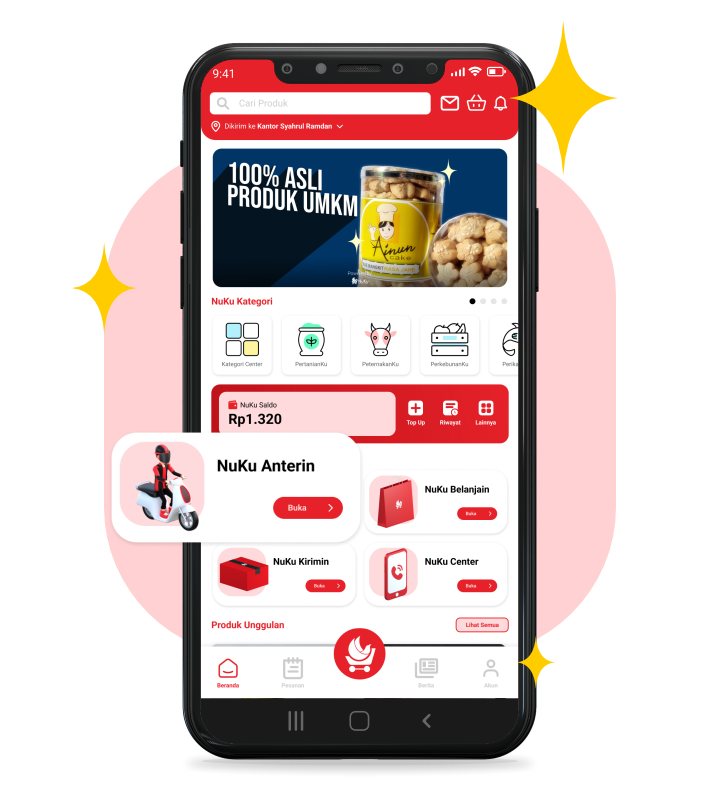 9:41
Cari Produk
Dikirim ke Kantor Syahrul Ramdan
100% ASLI
PRODUK UMKM
Ainun
Cake
NuKu Kategori
Kategori Center
PertanianKu
PeternakanKu
PerkebunanKu
Perika
NuKu Saldo
Rp1.320
Top Up
Riwayat
Lainnya
NuKu Anterin
Buka
NuKu Belanjain
Buka
NuKu Kirimin
Buka
NuKu Center
Buka
Produk Unggulan
Lihat Semua
Beranda
Pesanan
Berita
Akun